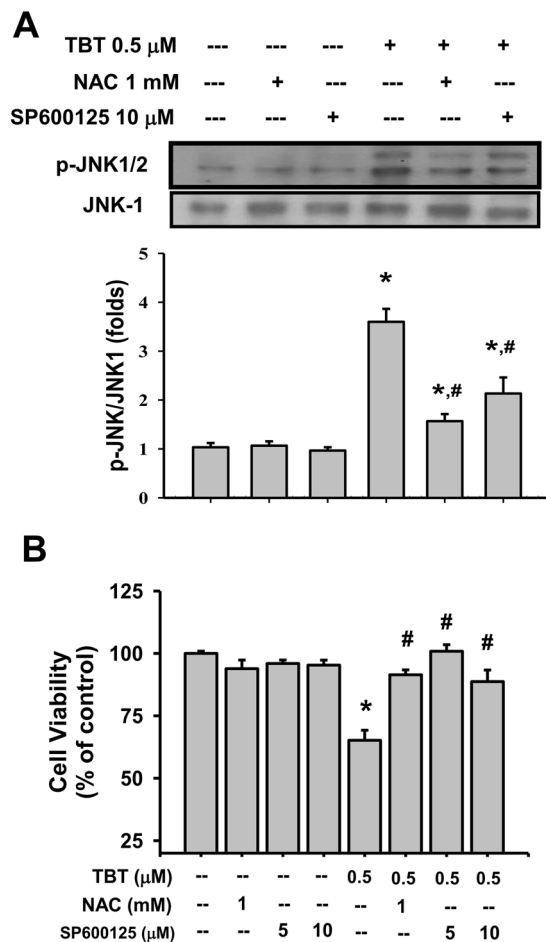 A
TBT 0.5 μM --- --- --- + + +
NAC 1 mM --- + --- --- + ---
SP600125 10 μM --- --- + --- --- +
p-JNK1/2
JNK-1
p-JNK/JNK1 (folds)
5
4
3
2
1
0
*
*,#
*,#
B
Cell Viability
(% of control)
125
100
75
50
25
*
#
#
#
TBT (μM) -- -- -- -- 0.5 0.5 0.5 0.5
NAC (mM) -- 1 -- -- -- 1 -- --
SP600125 (μM) -- -- 5 10 -- -- 5 10